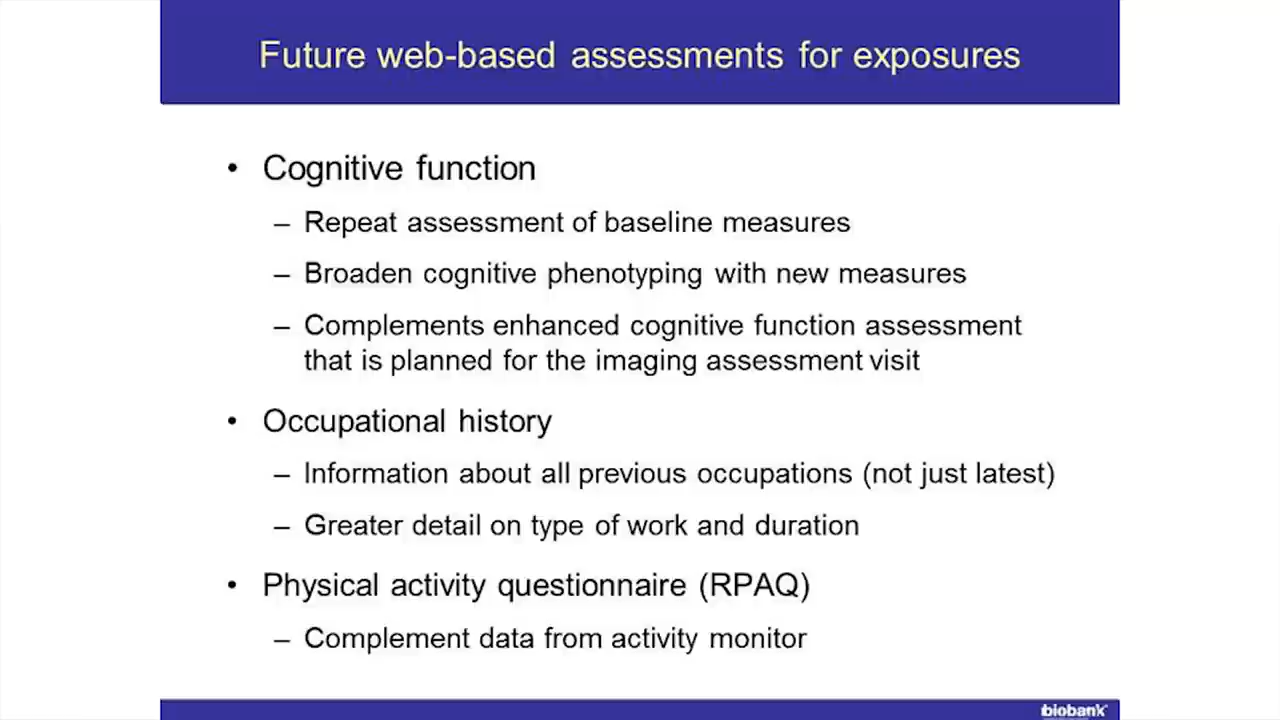 Future web-based assessments for exposures
• Cognitive function
– Repeat assessment of baseline measures
– Broaden cognitive phenotyping with new measures
– Complements enhanced cognitive function assessment
that is planned for the imaging assessment visit
• Occupational history
– Information about all previous occupations (not just latest)
– Greater detail on type of work and duration
• Physical activity questionnaire (RPAQ)
– Complement data from activity monitor
biobank